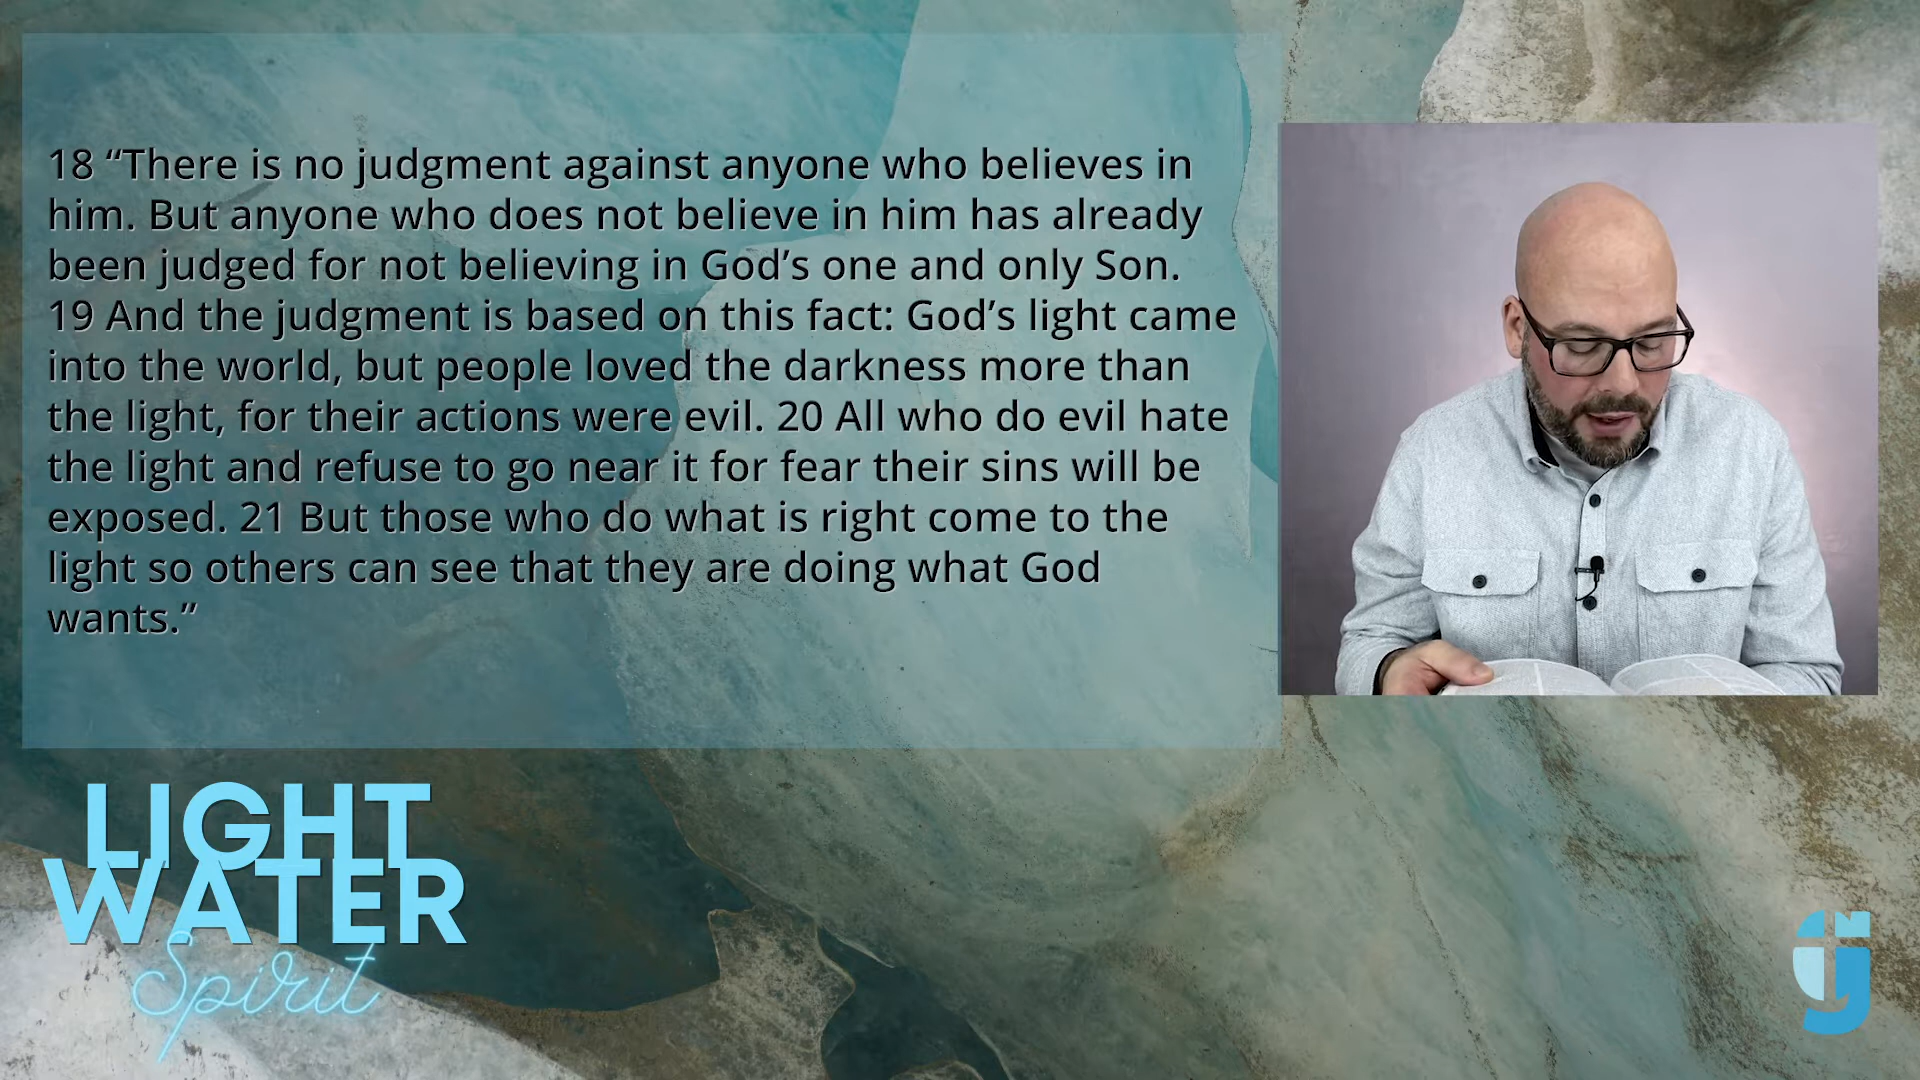 18 “There is no judgment against anyone who believes in
him. But anyone who does not believe in him has already
been judged for not believing in God’s one and only Son.
19 And the judgment is based on this fact: God’s light came
into the world, but people loved the darkness more than
the light, for their actions were evil. 20 All who do evil hate
the light and refuse to go near it for fear their sins will be
exposed. 21 But those who do what is right come to the
light so others can see that they are doing what God
wants.”
LIGHT
WATER
Spirit